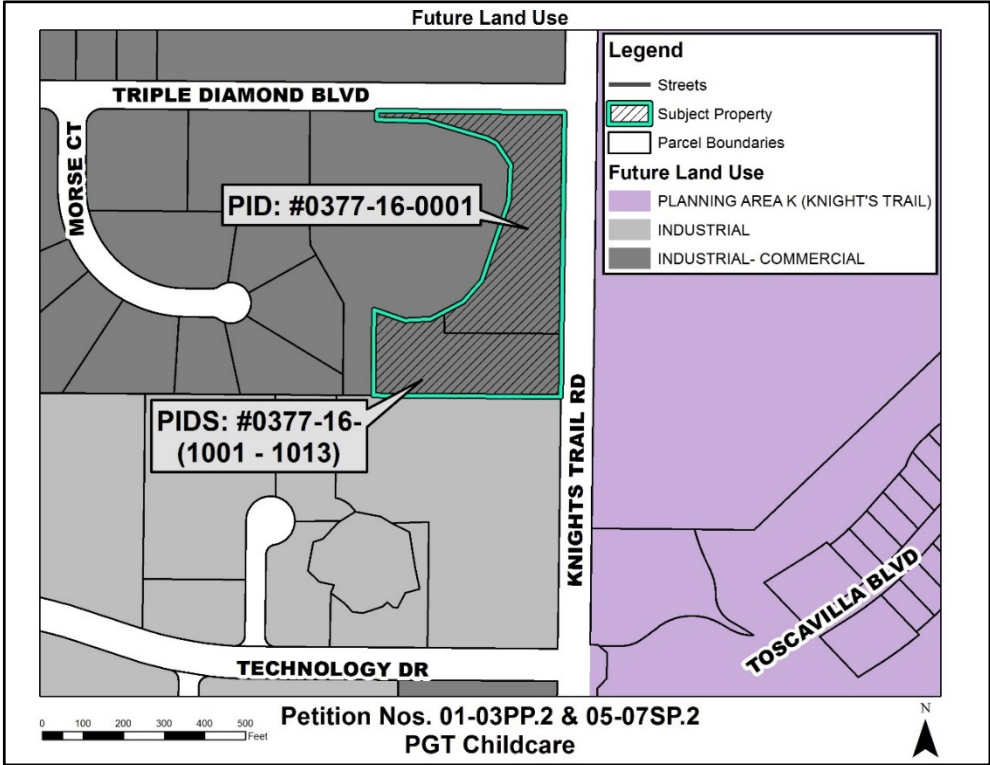 Future Land Use
Legend
Streets
Subject Property
Parcel Boundaries
Future Land Use
PLANNING AREA K (KNIGHT'S TRAIL)
INDUSTRIAL
INDUSTRIAL- COMMERCIAL
TRIPLE DIAMOND BLVD
MORSE CT
PID: #0377-16-0001
PIDS: #0377-16-
(1001 - 1013)
KNIGHTS TRAIL RD
TOSCAVILLA BLVD
TECHNOLOGY DR
0 100 200 300 400 500
Feet
Petition Nos. 01-03PP.2 & 05-07SP.2
PGT Childcare
N